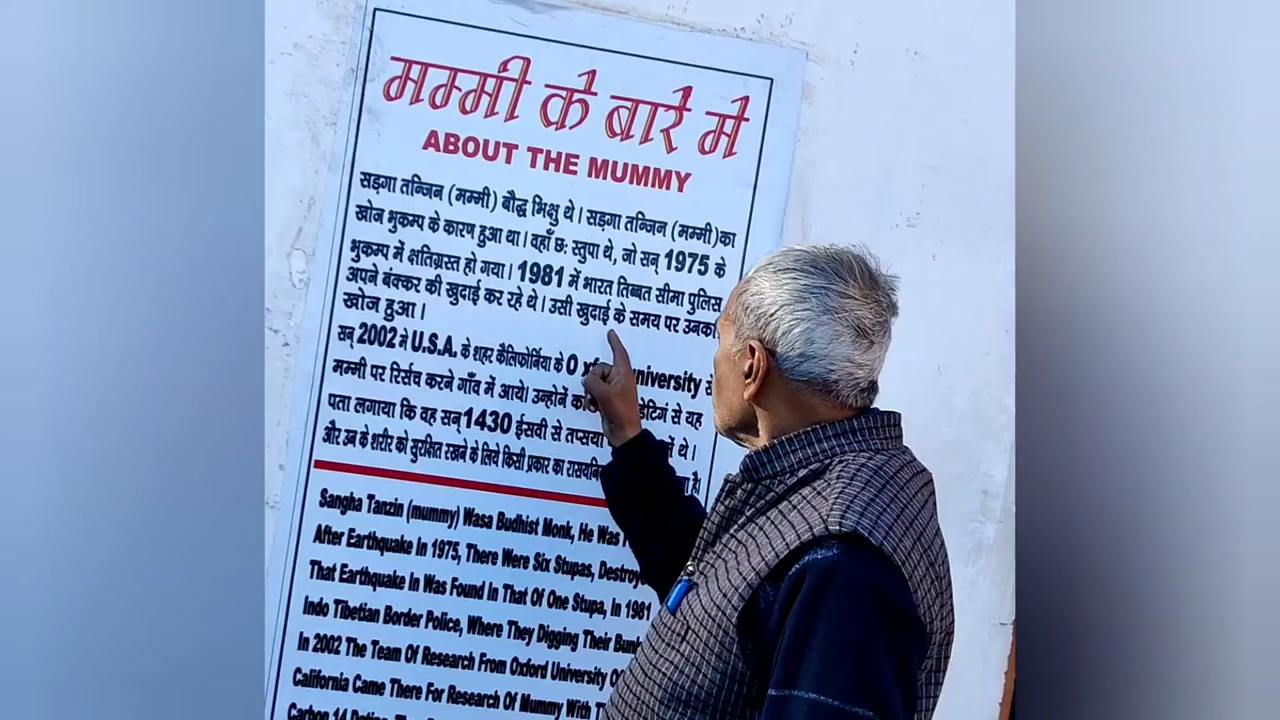 मम्मी के बारे मे
ABOUT THE MUMMY
सड़गा तन्जिन (मम्मी) बौद्ध भिक्षु थे। सड़गा तन्जिन (मम्मी)का
खोज भुकम्प के कारण हुआ था। वहाँ छः स्तुपा थे, जो सन् 1975 के
भुकम्प में क्षतिग्रस्त हो गया। 1981 में भारत तिब्बत सीमा पुलिस
अपने बंक्कर की खुदाई कर रहे थे। उसी खुदाई के समय पर उनका
खोज हुआ।
सन् 2002 ने U.S.A. के शहर कैलिफोर्निया के university
मम्मी पर रिर्सच करने गाँव में आये। उन्होनें से यह
पता लगाया कि वह सन् 1430 ईसवी से थे।
और उन के शरीर को सुरक्षित रखने के लिये किसी प्रकार का है।
Sangha Tanzin (mummy) Wasa Budhist Monk, He Was
After Earthquake In 1975, There Were Six Stupas,
That Earthquake In Was Found In That Of One Stupa, In 1981
Indo Tibetian Border Police, Where They Digging Their
In 2002 The Team Of Research From Oxford University
California Came There For Research Of Mummy With
Carbon 14